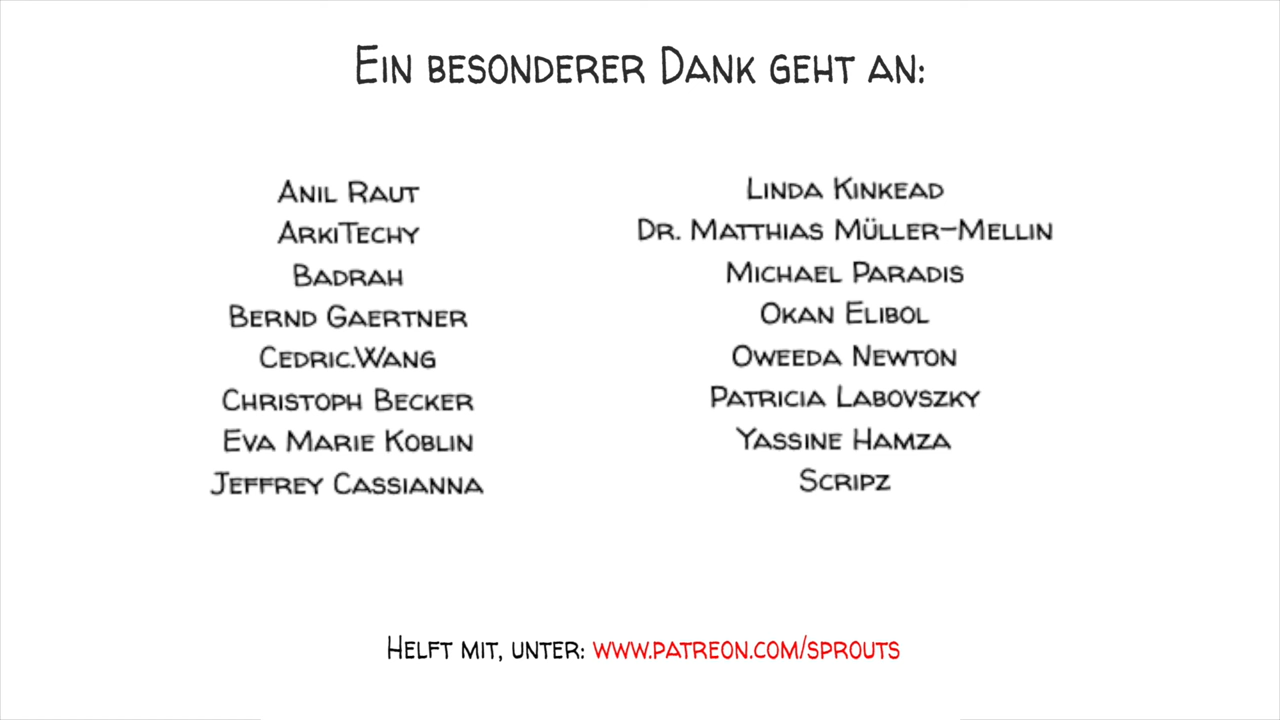 Ein besonderer Dank geht an:
Anil Raut
ArkiTechy
Badrah
Bernd Gaertner
Cedric.Wang
Christoph Becker
Eva Marie Koblin
Jeffrey Cassianna
Linda Kinkead
Dr. Matthias Müller-Mellin
Michael Paradis
Okan Elibol
Oweeda Newton
Patricia Labovszky
Yassine Hamza
Scripz
Helft mit, unter: www.patreon.com/sprouts